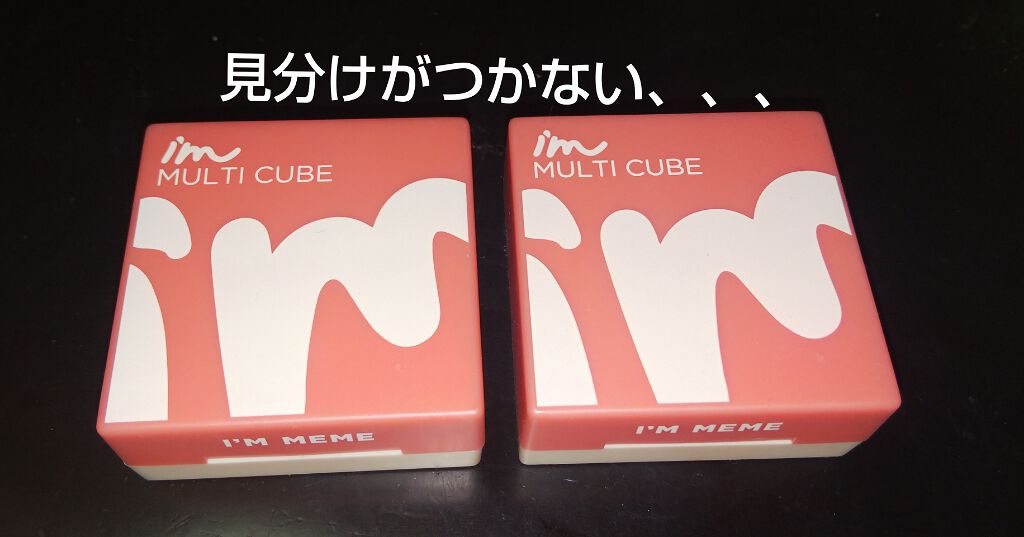 見分けがつかない、、、
im
MULTI CUBE
im
I'M MEME
im
MULTI CUBE
im
I'M MEME